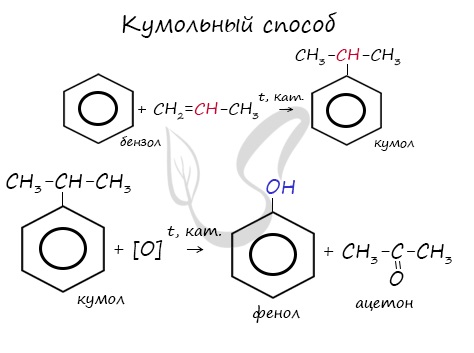 Кумольный способ
CH3-CH-CH3
+ CH2=CH-CH3 t, кат. →
бензол
кумол
CH3-CH-CH3
OH
+ [O] t, кат. → + CH3-C-CH3
O
кумол
фенол
ацетон